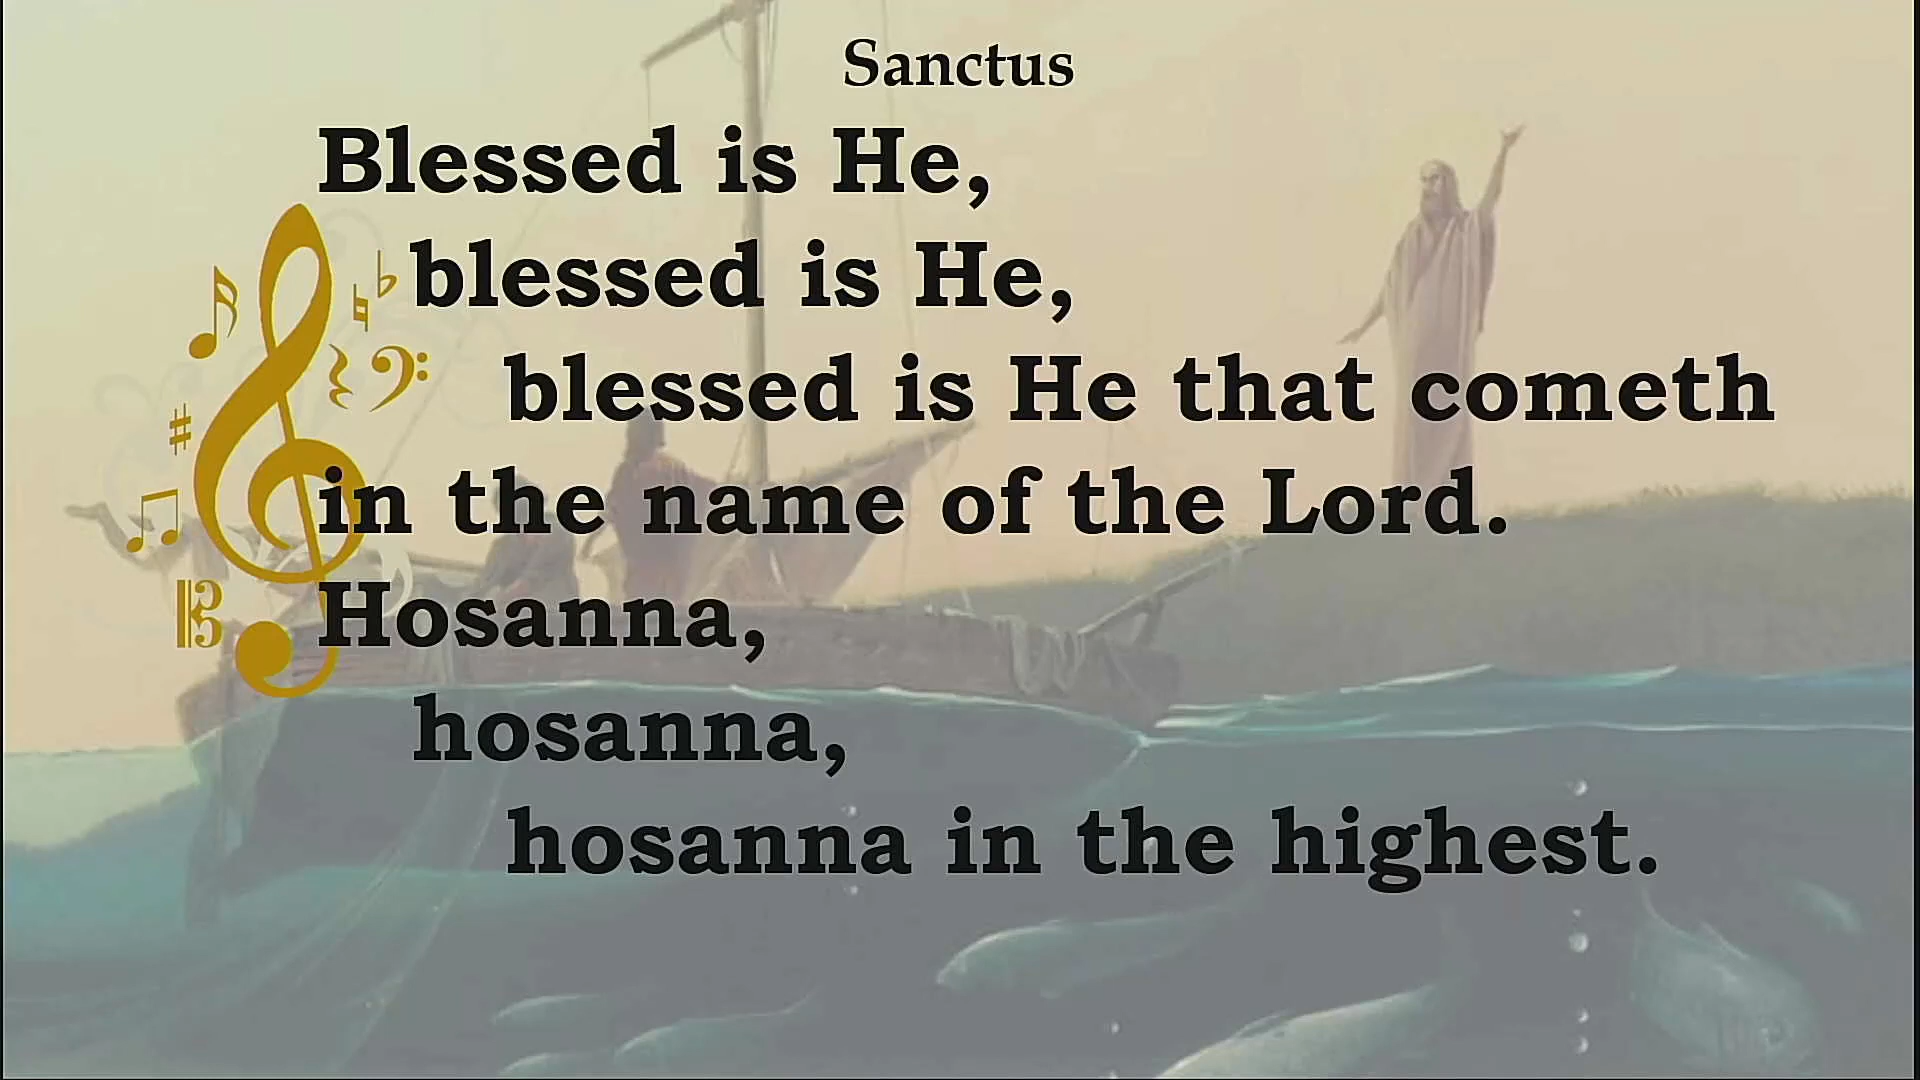 Sanctus
Blessed is He,
blessed is He,
blessed is He that cometh
in the name of the Lord.
Hosanna,
hosanna,
hosanna in the highest.